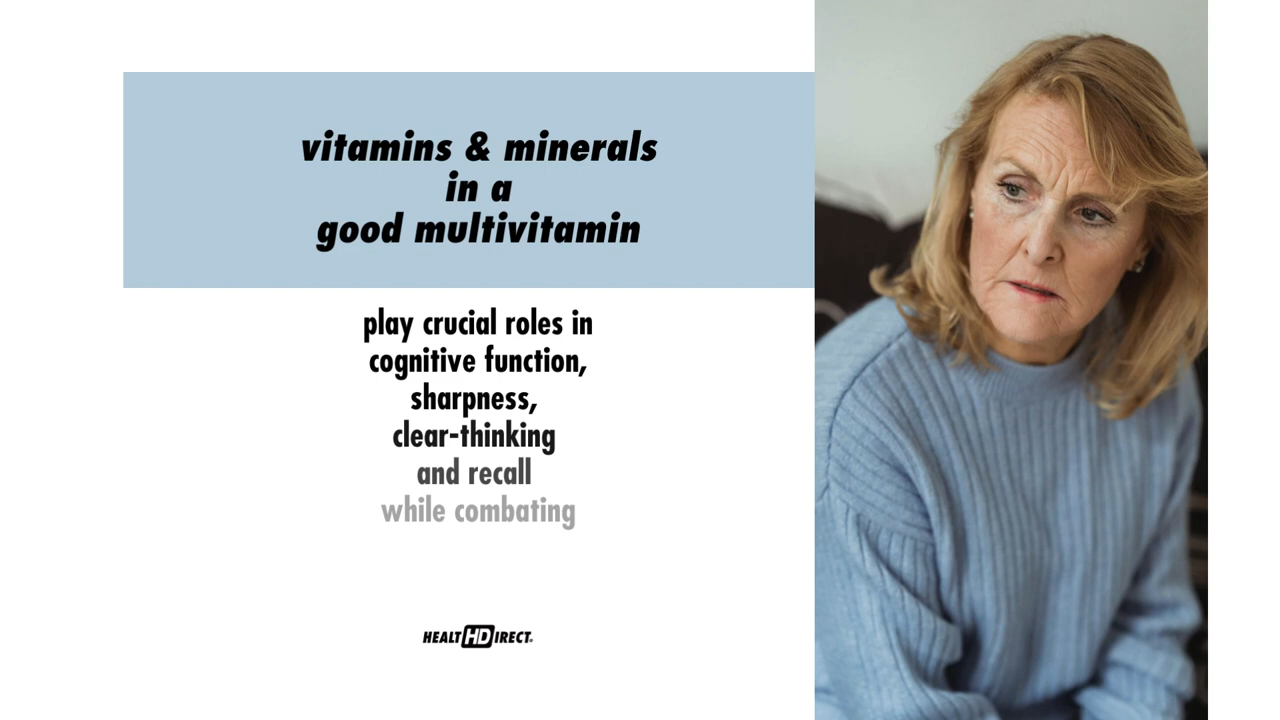 vitamins & minerals
in a
good multivitamin
play crucial roles in
cognitive function,
sharpness,
clear-thinking
and recall
while combating
HEALTHDIRECT